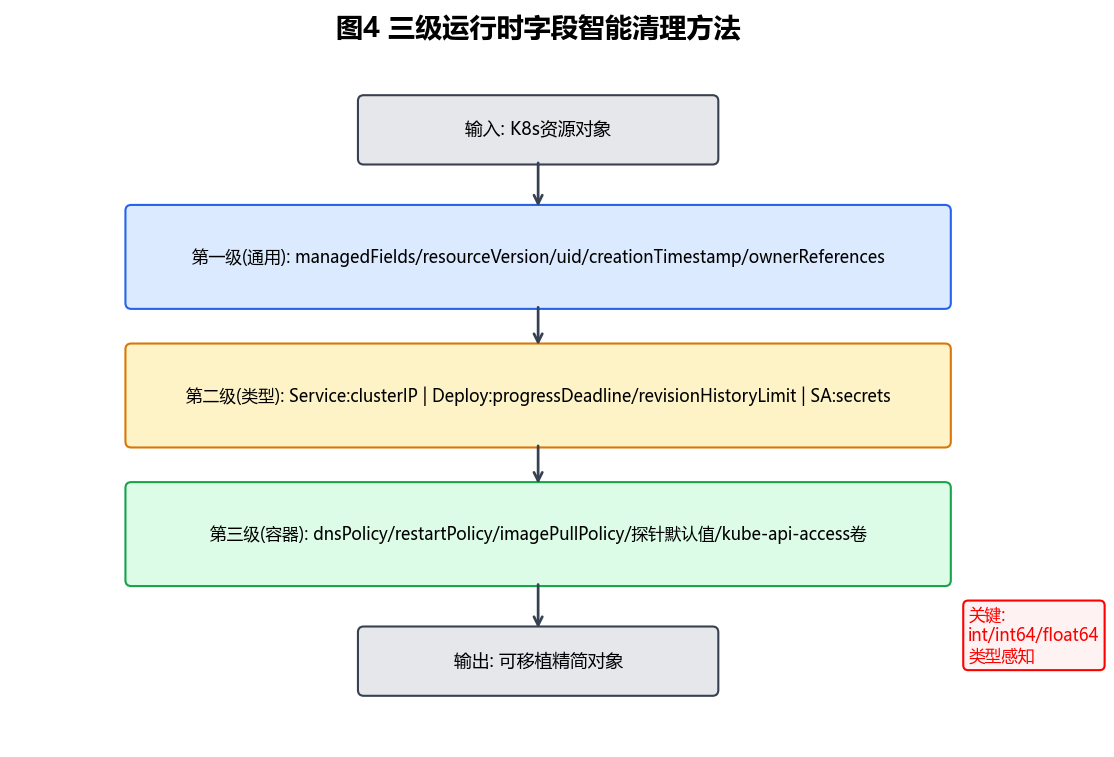 图4 三级运行时字段智能清理方法
输入: K8s资源对象
第一级(通用): managedFields/resourceVersion/uid/creationTimestamp/ownerReferences
第二级(类型): Service:clusterIP | Deploy:progressDeadline/revisionHistoryLimit | SA:secrets
第三级(容器): dnsPolicy/restartPolicy/imagePullPolicy/探针默认值/kube-api-access卷
关键:
int/int64/float64
类型感知
输出: 可移植精简对象